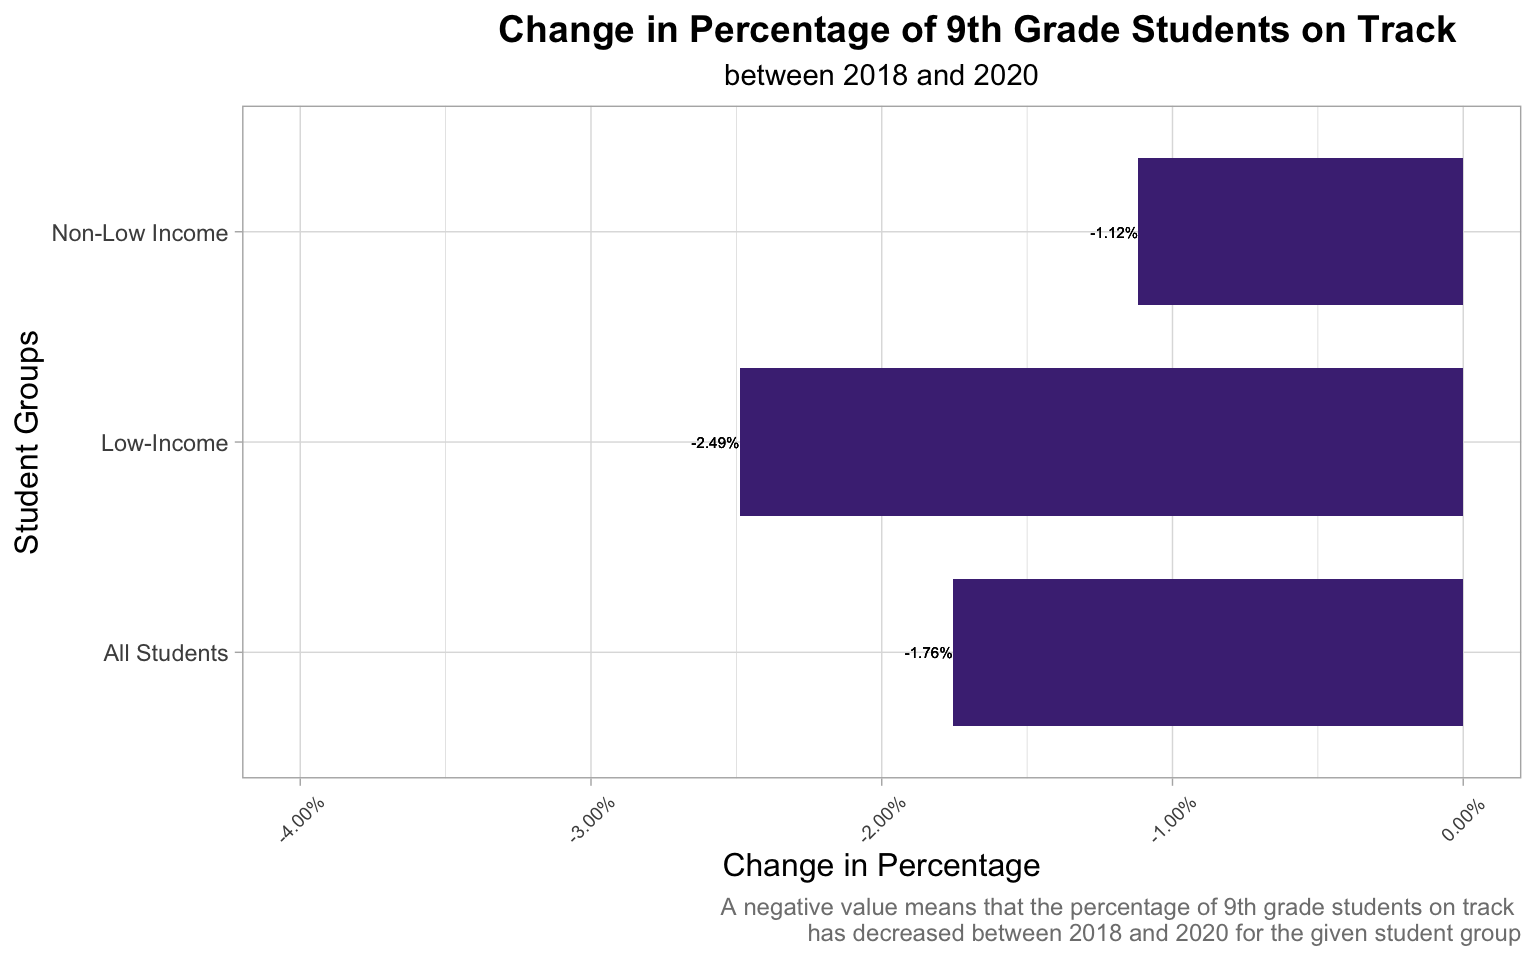 Change in Percentage of 9th Grade Students on Track
between 2018 and 2020
Student Groups
Non-Low Income
-1.12%
Low-Income
-2.49%
All Students
-1.76%
-4.00%
-3.00%
-2.00%
-1.00%
0.00%
Change in Percentage
A negative value means that the percentage of 9th grade students on track
has decreased between 2018 and 2020 for the given student group